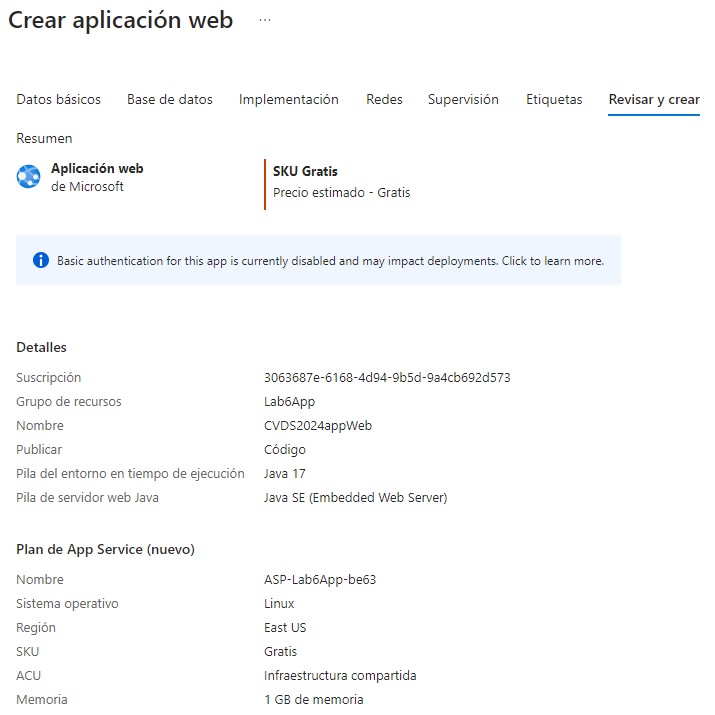 Crear aplicación web ...
Datos básicos Base de datos Implementación Redes Supervisión Etiquetas Revisar y crear
Resumen
Aplicación web
de Microsoft
SKU Gratis
Precio estimado - Gratis
Basic authentication for this app is currently disabled and may impact deployments. Click to learn more.
Detalles
Suscripción 3063687e-6168-4d94-9b5d-9a4cb692d573
Grupo de recursos Lab6App
Nombre CVDS2024appWeb
Publicar Código
Pila del entorno en tiempo de ejecución Java 17
Pila de servidor web Java Java SE (Embedded Web Server)
Plan de App Service (nuevo)
Nombre ASP-Lab6App-be63
Sistema operativo Linux
Región East US
SKU Gratis
ACU Infraestructura compartida
Memoria 1 GB de memoria